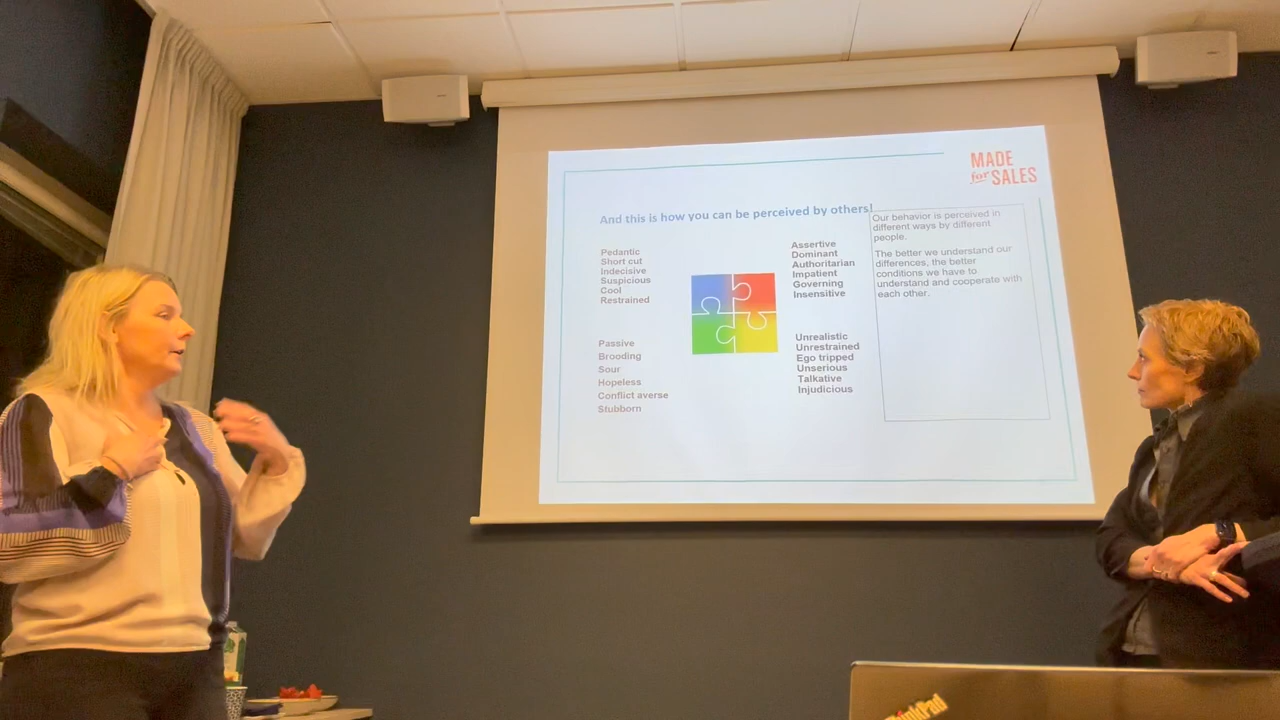 MADE
for SALES
And this is how you can be perceived by others!
Pedantic
Short cut
Indecisive
Suspicious
Cool
Restrained
Assertive
Dominant
Authoritarian
Impatient
Governing
Insensitive
Passive
Brooding
Sour
Hopeless
Conflict averse
Stubborn
Unrealistic
Unrestrained
Ego tripped
Unserious
Talkative
Injudicious
Our behavior is perceived in
different ways by different
people.
The better we understand our
differences, the better
conditions we have to
understand and cooperate with
each other.
ThinkPad